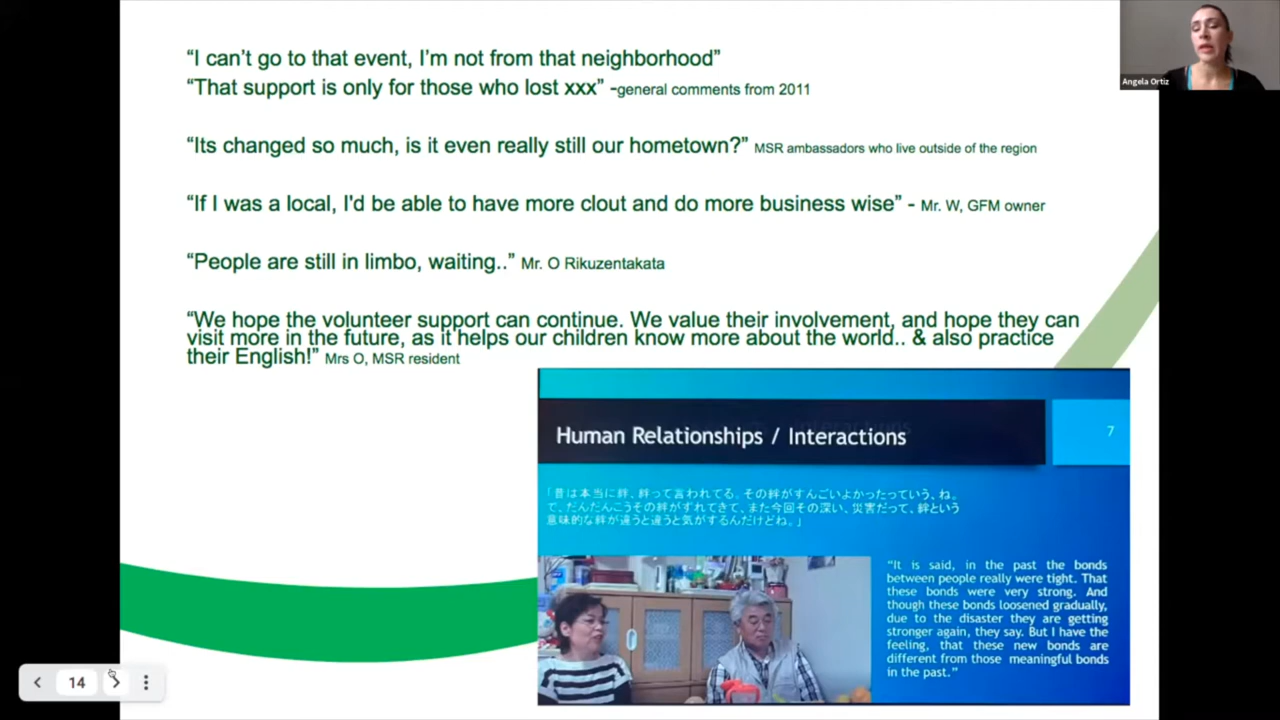 “I can’t go to that event, I’m not from that neighborhood”
“That support is only for those who lost xxx” -general comments from 2011
“Its changed so much, is it even really still our hometown?” MSR ambassadors who live outside of the region
“If I was a local, I'd be able to have more clout and do more business wise” - Mr. W, GFM owner
“People are still in limbo, waiting..” Mr. O Rikuzentakata
“We hope the volunteer support can continue. We value their involvement, and hope they can
visit more in the future, as it helps our children know more about the world.. & also practice
their English!” Mrs O, MSR resident
Angela Ortiz
Human Relationships / Interactions
7
「昔は本当に絆、絆って言われてる。その絆がすんごいよかったっていう、ね。
で、だんだんこうその絆がずれてきて、また今回その深い、災害だって、絆という
意味的な絆が違うと違うと気がするんだけどね。」
“It is said, in the past the bonds
between people really were tight. That
these bonds were very strong. And
though these bonds loosened gradually,
due to the disaster they are getting
stronger again, they say. But I have the
feeling, that these new bonds are
different from those meaningful bonds
in the past.”
14